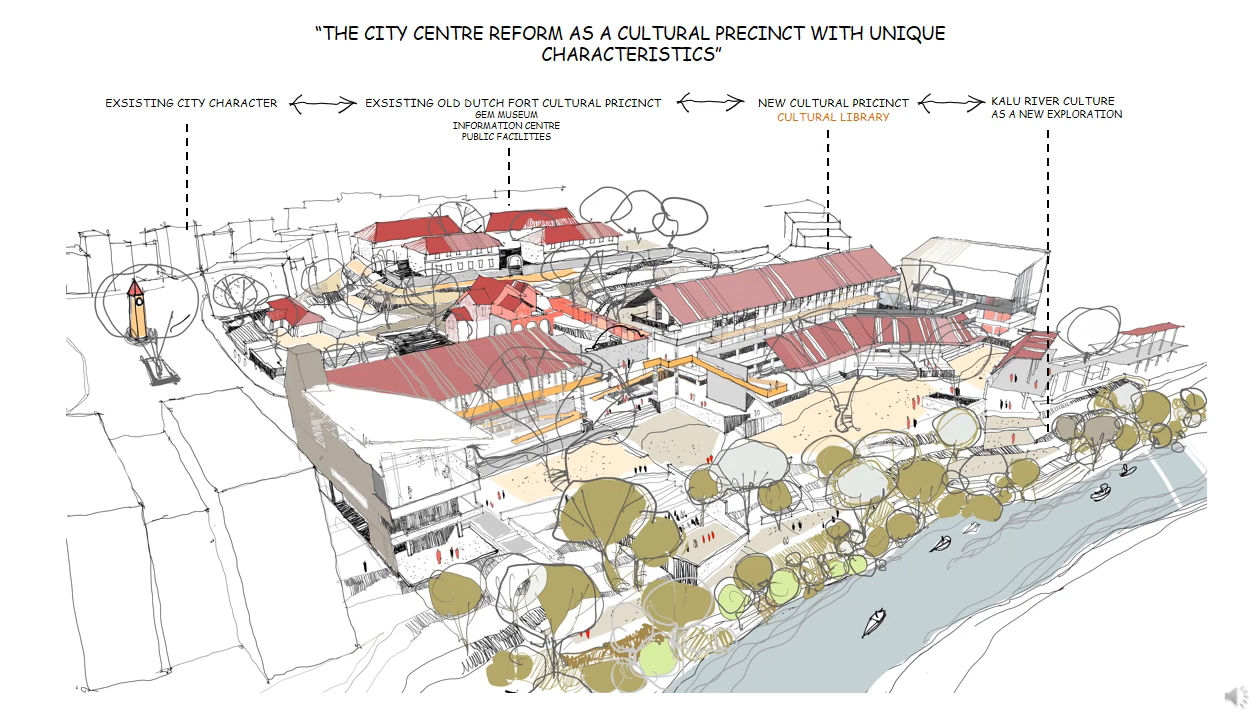 “THE CITY CENTRE REFORM AS A CULTURAL PRECINCT WITH UNIQUE
CHARACTERISTICS”
EXSISTING CITY CHARACTER
EXSISTING OLD DUTCH FORT CULTURAL PRICINCT
GEM MUSEUM
INFORMATION CENTRE
PUBLIC FACILITIES
NEW CULTURAL PRICINCT
CULTURAL LIBRARY
KALU RIVER CULTURE
AS A NEW EXPLORATION